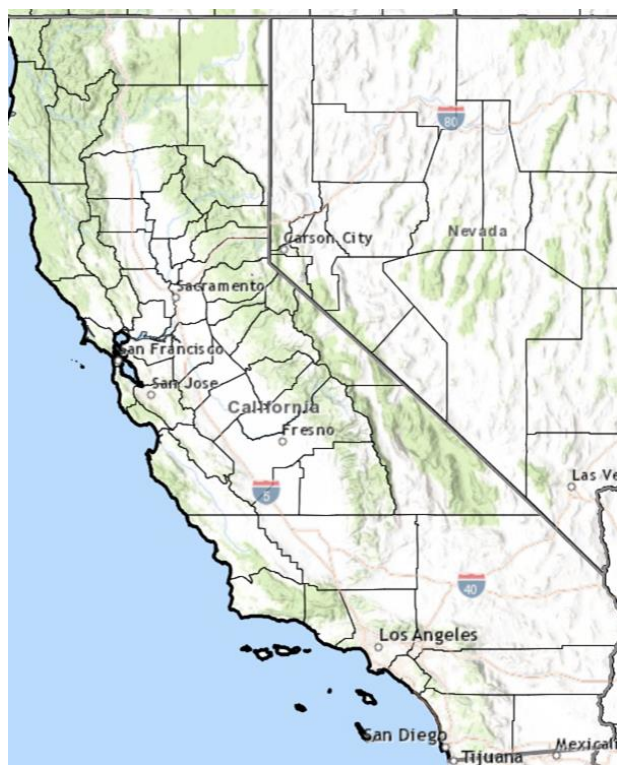 80
Nevada
Carson City
Sacramento
San Francisco
San Jose
California
Fresno
Las Ve
5
40
Los Angeles
San Diego
Tijuana
Mexicali